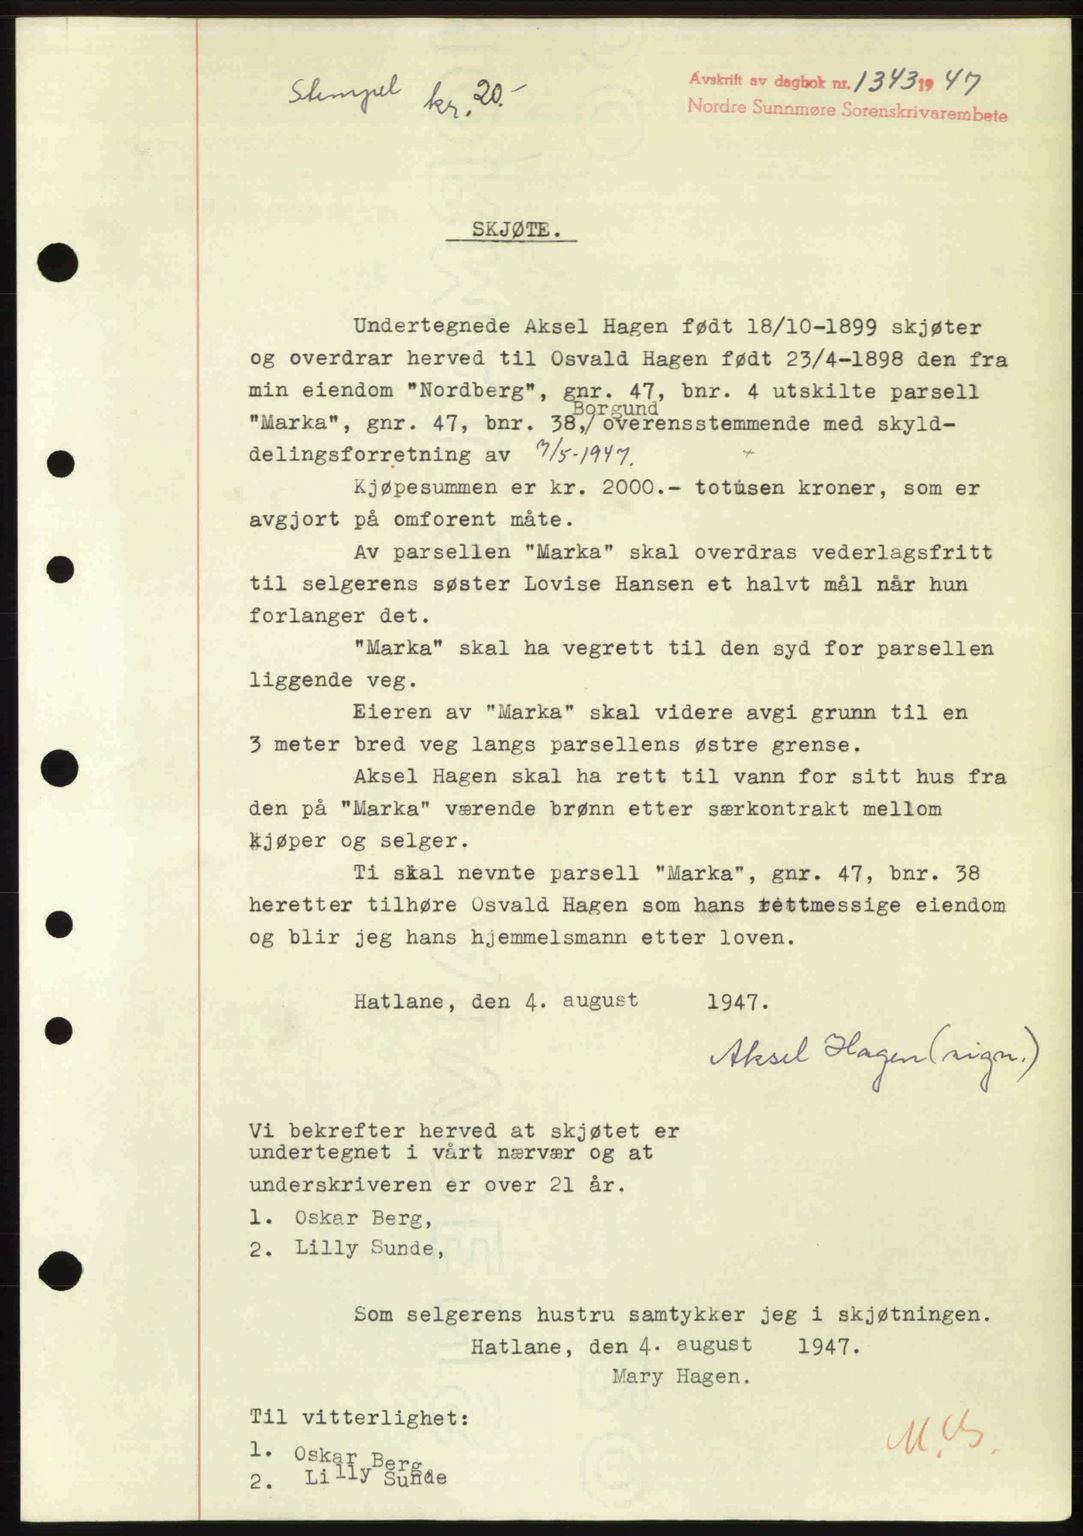 Stempel kr. 20.-
Avskrift av dagbok nr. 1343 19 47
Nordre Sunnmøre Sorenskrivarembete
SKJØTE.
Undertegnede Aksel Hagen født 18/10-1899 skjøter
og overdrar herved til Osvald Hagen født 23/4-1898 den fra
min eiendom "Nordberg", gnr. 47, bnr. 4 utskilte parsell
Borgund
"Marka", gnr. 47, bnr. 38,/ overensstemmende med skyld-
delingsforretning av 7/5-1947.
Kjøpesummen er kr. 2000.- totusen kroner, som er
avgjort på omforent måte.
Av parsellen "Marka" skal overdras vederlagsfritt
til selgerens søster Lovise Hansen et halvt mål når hun
forlanger det.
"Marka" skal ha vegrett til den syd for parsellen
liggende veg.
Eieren av "Marka" skal videre avgi grunn til en
3 meter bred veg langs parsellens østre grense.
Aksel Hagen skal ha rett til vann for sitt hus fra
den på "Marka" værende brønn etter særkontrakt mellom
kjøper og selger.
Ti skal nevnte parsell "Marka", gnr. 47, bnr. 38
heretter tilhøre Osvald Hagen som hans rettmessige eiendom
og blir jeg hans hjemmelsmann etter loven.
Hatlane, den 4. august 1947.
Aksel Hagen (sign.)
Vi bekrefter herved at skjøtet er
undertegnet i vårt nærvær og at
underskriveren er over 21 år.
1. Oskar Berg,
2. Lilly Sunde,
Som selgerens hustru samtykker jeg i skjøtningen.
Hatlane, den 4. august 1947.
Mary Hagen.
Til vitterlighet:
1. Oskar Berg
2. Lilly Sunde